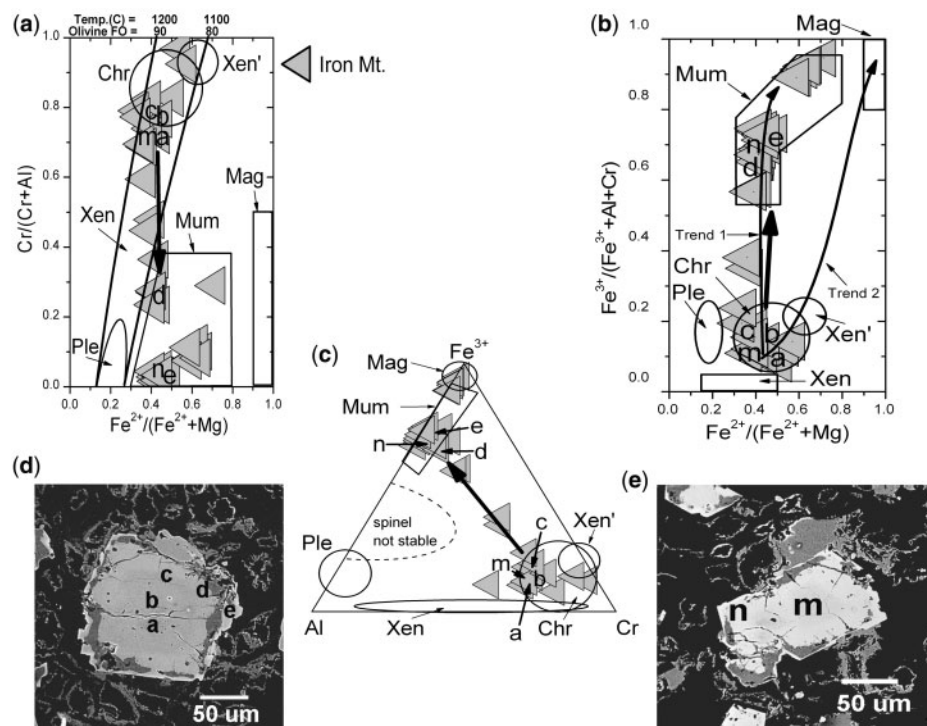 (a)
Temp.(C) = 1200 1100
Olivine FO = 90 80
1.0
0.8
0.6
0.4
0.2
0.0
Cr/(Cr+Al)
Chr
Xen'
Iron Mt.
c
b
m
a
Xen
Mag
Mum
d
Ple
n
e
0.0 0.2 0.4 0.6 0.8 1.0
Fe2+/(Fe2++Mg)
(b)
Mag
1.0
0.8
0.6
0.4
0.2
0.0
Fe3+/(Fe3++Al+Cr)
Mum
n
e
d
Trend 1
Chr
Ple
Trend 2
c
b
m
a
Xen'
Xen
0.0 0.2 0.4 0.6 0.8 1.0
Fe2+/(Fe2++Mg)
(c)
Fe3+
Mag
Mum
e
n
d
spinel
not stable
c
Xen'
Ple
m
b
Al
Xen
a
Chr
Cr
(d)
c
d
b
e
a
50 um
(e)
n
m
50 um